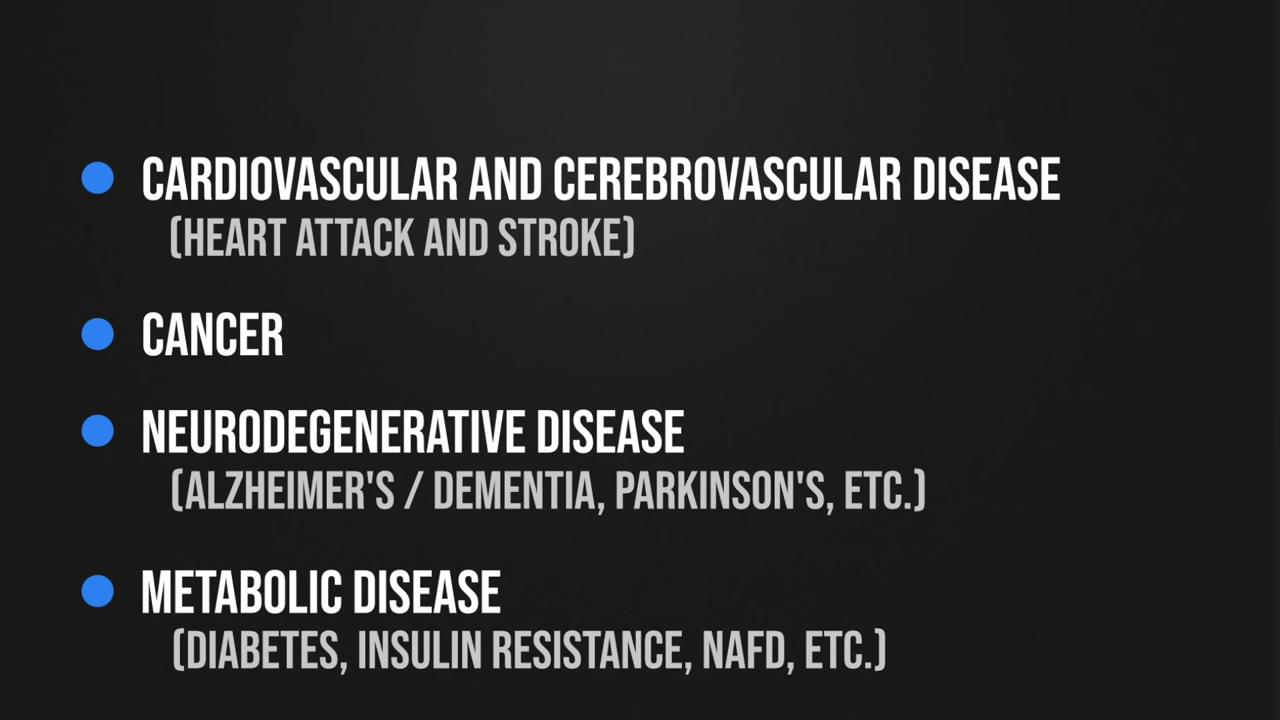 CARDIOVASCULAR AND CEREBROVASCULAR DISEASE
(HEART ATTACK AND STROKE)
CANCER
NEURODEGENERATIVE DISEASE
(ALZHEIMER'S / DEMENTIA, PARKINSON'S, ETC.)
METABOLIC DISEASE
(DIABETES, INSULIN RESISTANCE, NAFD, ETC.)